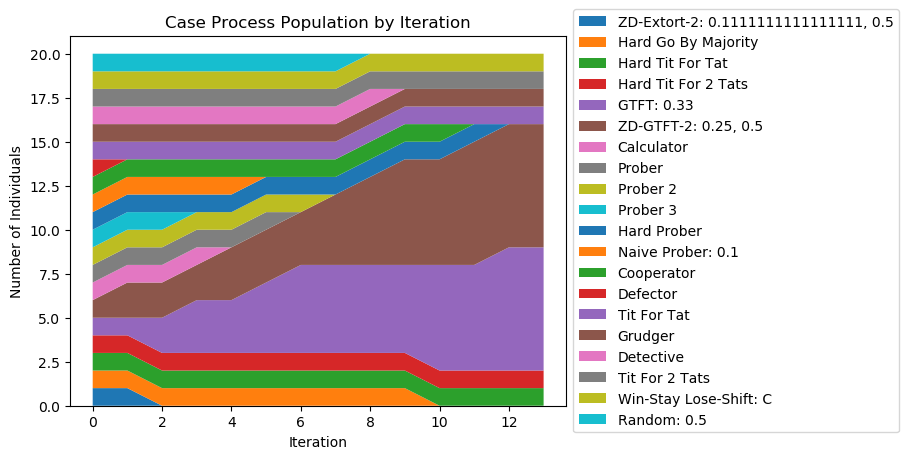 Case Process Population by Iteration
Number of Individuals
20.0
17.5
15.0
12.5
10.0
7.5
5.0
2.5
0.0
0 2 4 6 8 10 12
Iteration
ZD-Extort-2: 0.1111111111111111, 0.5
Hard Go By Majority
Hard Tit For Tat
Hard Tit For 2 Tats
GTFT: 0.33
ZD-GTFT-2: 0.25, 0.5
Calculator
Prober
Prober 2
Prober 3
Hard Prober
Naive Prober: 0.1
Cooperator
Defector
Tit For Tat
Grudger
Detective
Tit For 2 Tats
Win-Stay Lose-Shift: C
Random: 0.5